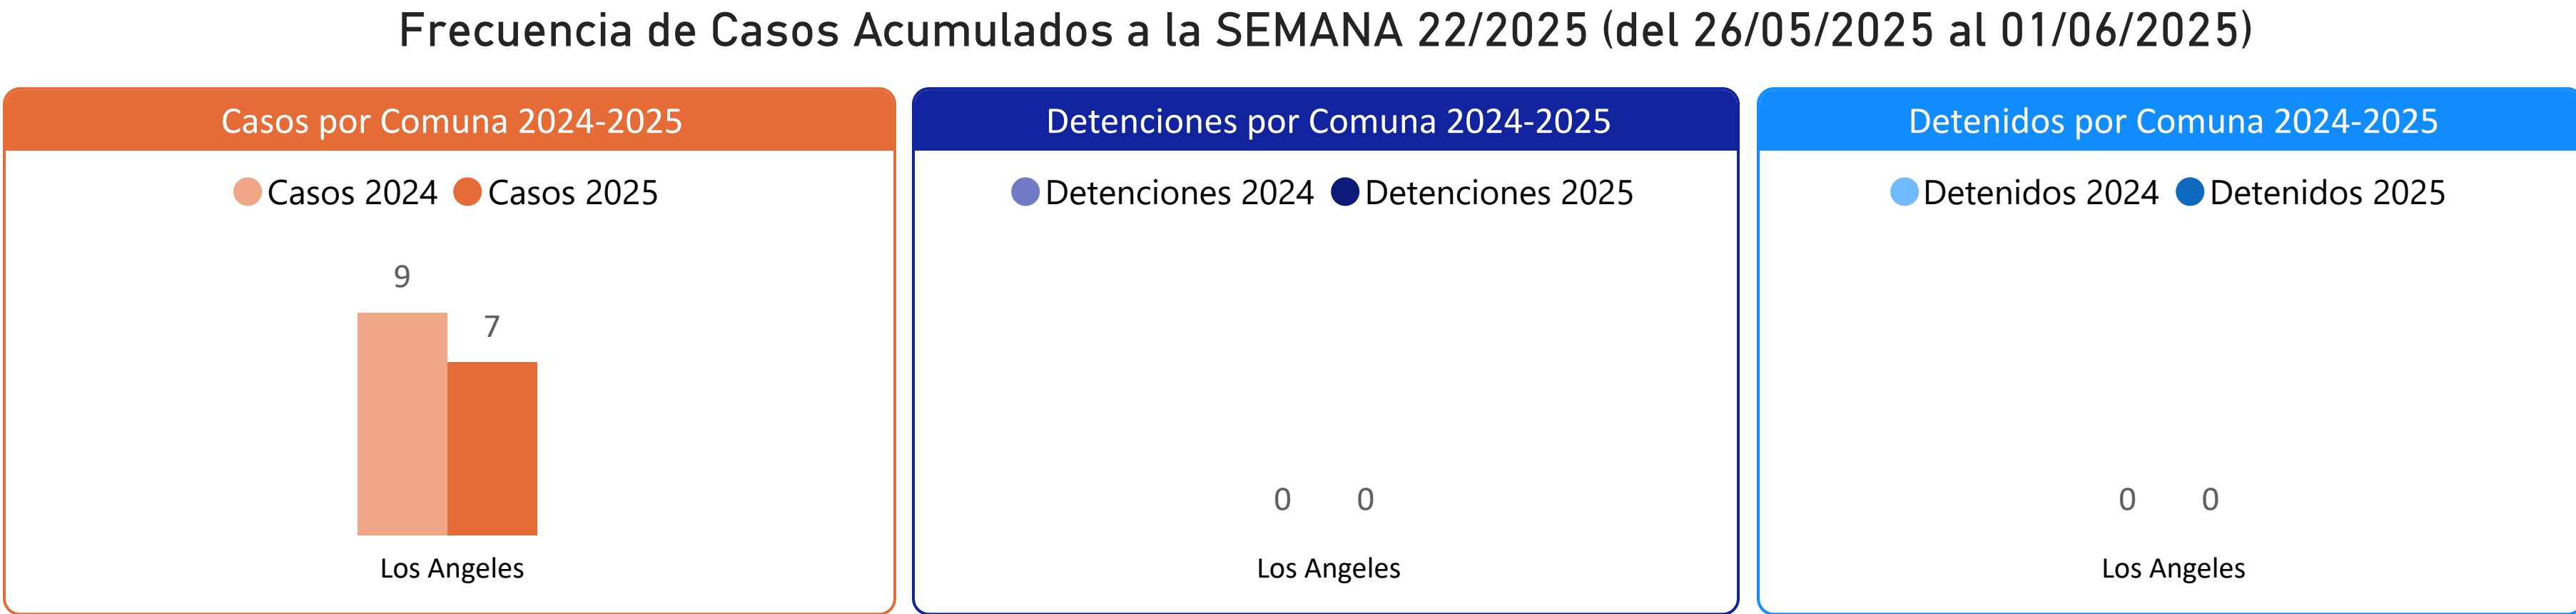 Frecuencia de Casos Acumulados a la SEMANA 22/2025 (del 26/05/2025 al 01/06/2025)
Casos por Comuna 2024-2025
Casos 2024 Casos 2025
9
7
Los Angeles
Detenciones por Comuna 2024-2025
Detenciones 2024 Detenciones 2025
0 0
Los Angeles
Detenidos por Comuna 2024-2025
Detenidos 2024 Detenidos 2025
0 0
Los Angeles